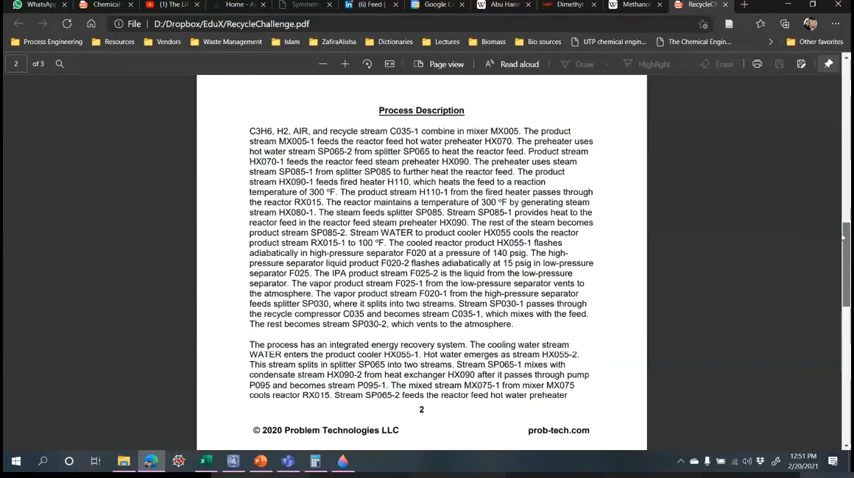 WhatsApp
Chemical
(1) The Li
Home - A
Symmetry
(6) Feed |
Google C
Abu Han
Dimethyl
Methano
RecycleCh
File | D:/Dropbox/EduX/RecycleChallenge.pdf
Process Engineering
Resources
Vendors
Waste Management
Islam
ZafiraAlisha
Dictionaries
Lectures
Biomass
Bio sources
UTP chemical engin...
The Chemical Engin...
Other favorites
2 of 3
Page view
Read aloud
Draw
Highlight
Erase
Process Description
C3H6, H2, AIR, and recycle stream C035-1 combine in mixer MX005. The product
stream MX005-1 feeds the reactor feed hot water preheater HX070. The preheater uses
hot water stream SP065-2 from splitter SP065 to heat the reactor feed. Product stream
HX070-1 feeds the reactor feed steam preheater HX090. The preheater uses steam
stream SP085-1 from splitter SP085 to further heat the reactor feed. The product
stream HX090-1 feeds fired heater H110, which heats the feed to a reaction
temperature of 300 ºF. The product stream H110-1 from the fired heater passes through
the reactor RX015. The reactor maintains a temperature of 300 ºF by generating steam
stream HX080-1. The steam feeds splitter SP085. Stream SP085-1 provides heat to the
reactor feed in the reactor feed steam preheater HX090. The rest of the steam becomes
product stream SP085-2. Stream WATER to product cooler HX055 cools the reactor
product stream RX015-1 to 100 ºF. The cooled reactor product HX055-1 flashes
adiabatically in high-pressure separator F020 at a pressure of 140 psig. The high-
pressure separator liquid product F020-2 flashes adiabatically at 15 psig in low-pressure
separator F025. The IPA product stream F025-2 is the liquid from the low-pressure
separator. The vapor product stream F025-1 from the low-pressure separator vents to
the atmosphere. The vapor product stream F020-1 from the high-pressure separator
feeds splitter SP030, where it splits into two streams. Stream SP030-1 passes through
the recycle compressor C035 and becomes stream C035-1, which mixes with the feed.
The rest becomes stream SP030-2, which vents to the atmosphere.
The process has an integrated energy recovery system. The cooling water stream
WATER enters the product cooler HX055-1. Hot water emerges as stream HX055-2.
This stream splits in splitter SP065 into two streams. Stream SP065-1 mixes with
condensate stream HX090-2 from heat exchanger HX090 after it passes through pump
P095 and becomes stream P095-1. The mixed stream MX075-1 from mixer MX075
cools reactor RX015. Stream SP065-2 feeds the reactor feed hot water preheater
2
© 2020 Problem Technologies LLC
prob-tech.com
12:51 PM
2/20/2021